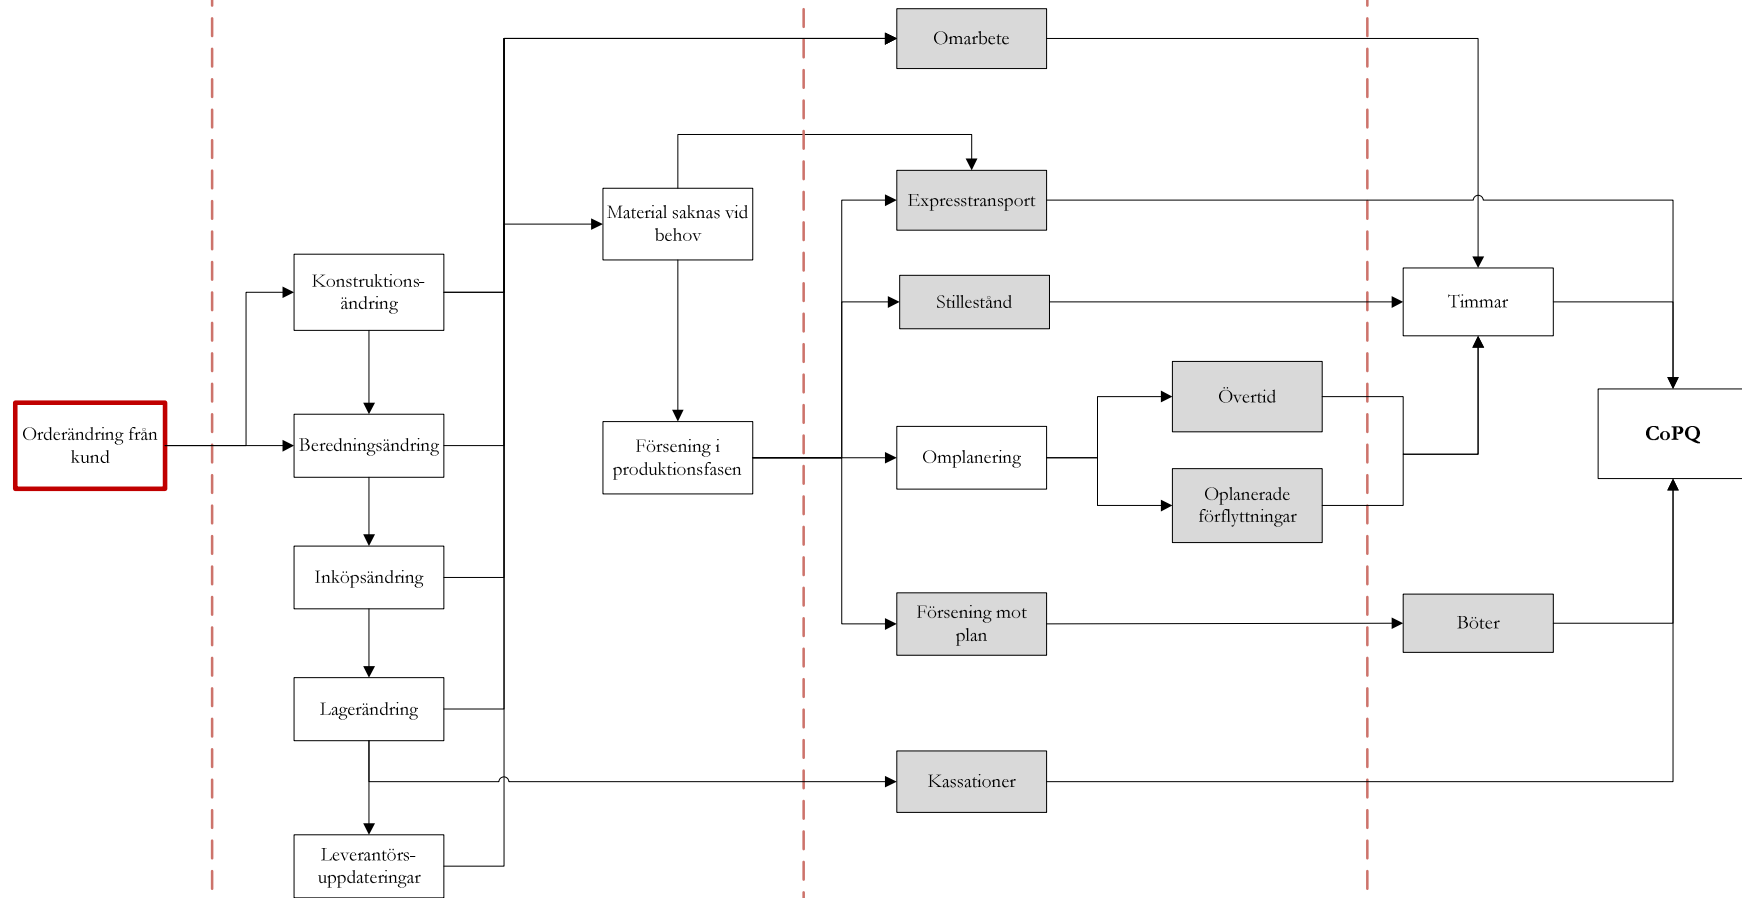 Omarbete
Material saknas vid
behov
Expresstransport
Konstruktions-
ändring
Stillestånd
Timmar
Orderändring från
kund
Beredningsändring
Försening i
produktionsfasen
Omplanering
Övertid
Oplanerade
förflyttningar
CoPQ
Inköpsändring
Försening mot
plan
Böter
Lagerändring
Kassationer
Leverantörs-
uppdateringar